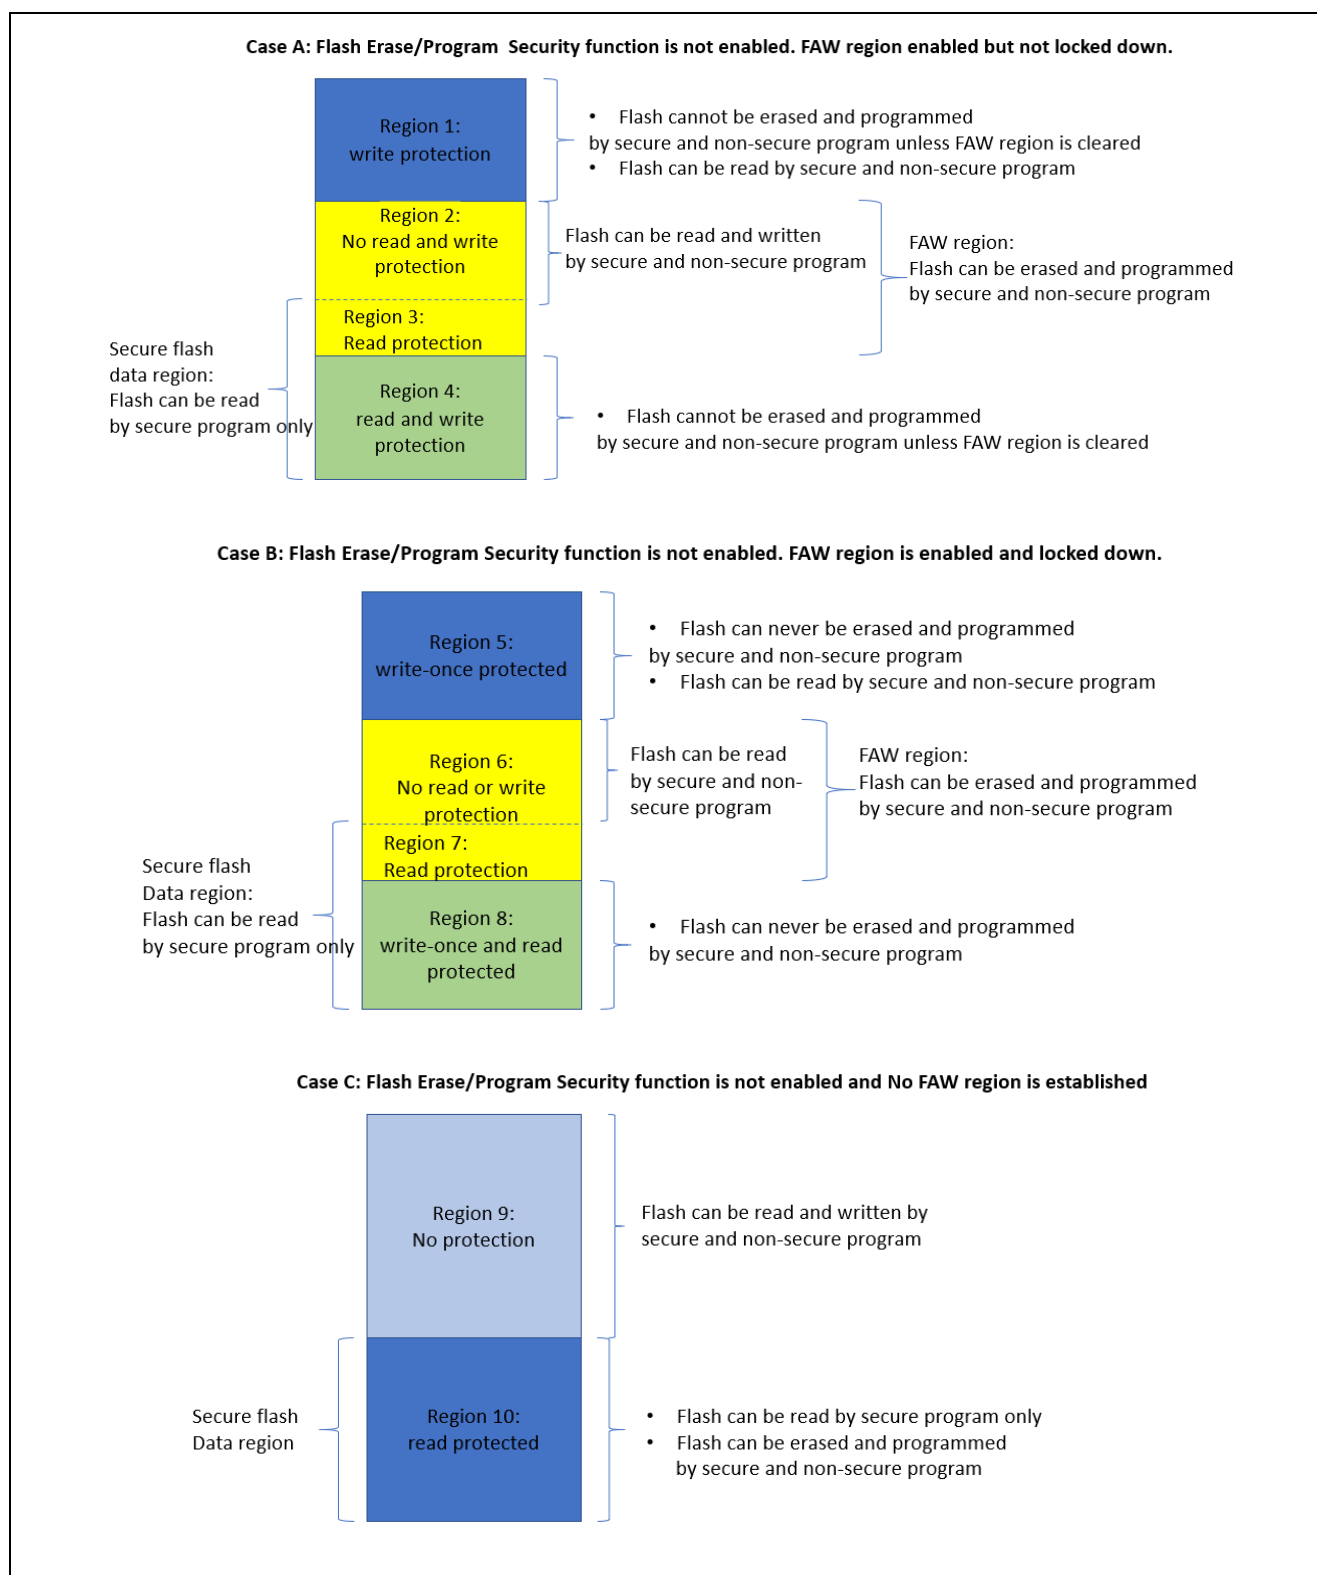 Case A: Flash Erase/Program Security function is not enabled. FAW region enabled but not locked down.
Region 1:
write protection
• Flash cannot be erased and programmed
by secure and non-secure program unless FAW region is cleared
• Flash can be read by secure and non-secure program
Region 2:
No read and write
protection
Flash can be read and written
by secure and non-secure program
FAW region:
Flash can be erased and programmed
by secure and non-secure program
Region 3:
Read protection
Secure flash
data region:
Flash can be read
by secure program only
Region 4:
read and write
protection
• Flash cannot be erased and programmed
by secure and non-secure program unless FAW region is cleared
Case B: Flash Erase/Program Security function is not enabled. FAW region is enabled and locked down.
Region 5:
write-once protected
• Flash can never be erased and programmed
by secure and non-secure program
• Flash can be read by secure and non-secure program
Region 6:
No read or write
protection
Flash can be read
by secure and non-
secure program
FAW region:
Flash can be erased and programmed
by secure and non-secure program
Region 7:
Read protection
Secure flash
Data region:
Flash can be read
by secure program only
Region 8:
write-once and read
protected
• Flash can never be erased and programmed
by secure and non-secure program
Case C: Flash Erase/Program Security function is not enabled and No FAW region is established
Region 9:
No protection
Flash can be read and written by
secure and non-secure program
Secure flash
Data region
Region 10:
read protected
• Flash can be read by secure program only
• Flash can be erased and programmed
by secure and non-secure program